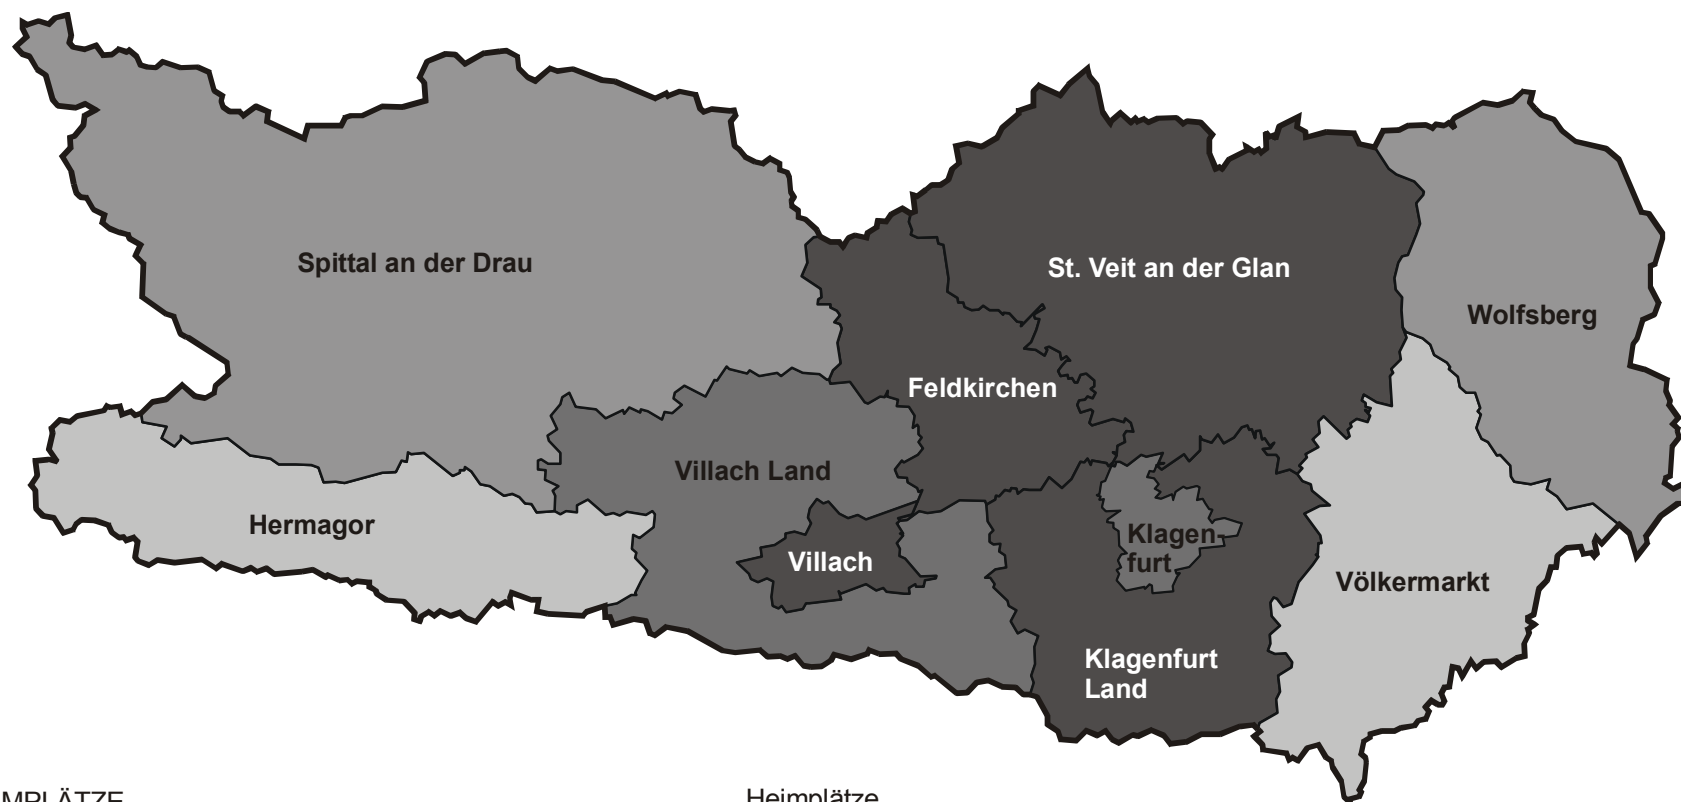 Spittal an der Drau
St. Veit an der Glan
Wolfsberg
Feldkirchen
Villach Land
Hermagor
Klagen-
furt
Villach
Völkermarkt
Klagenfurt
Land
MPLÄTZE
Heimplätze